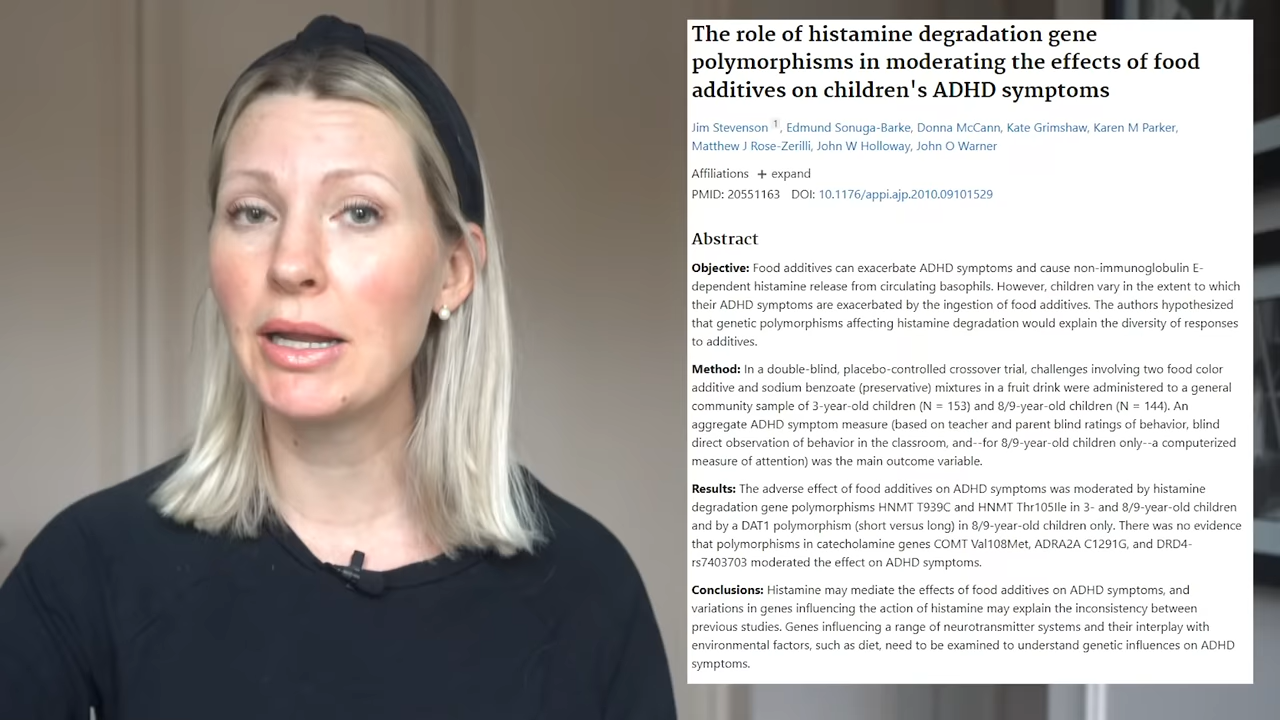 The role of histamine degradation gene
polymorphisms in moderating the effects of food
additives on children's ADHD symptoms
Jim Stevenson 1, Edmund Sonuga-Barke, Donna McCann, Kate Grimshaw, Karen M Parker,
Matthew J Rose-Zerilli, John W Holloway, John O Warner
Affiliations + expand
PMID: 20551163 DOI: 10.1176/appi.ajp.2010.09101529
Abstract
Objective: Food additives can exacerbate ADHD symptoms and cause non-immunoglobulin E-
dependent histamine release from circulating basophils. However, children vary in the extent to which
their ADHD symptoms are exacerbated by the ingestion of food additives. The authors hypothesized
that genetic polymorphisms affecting histamine degradation would explain the diversity of responses
to additives.
Method: In a double-blind, placebo-controlled crossover trial, challenges involving two food color
additive and sodium benzoate (preservative) mixtures in a fruit drink were administered to a general
community sample of 3-year-old children (N = 153) and 8/9-year-old children (N = 144). An
aggregate ADHD symptom measure (based on teacher and parent blind ratings of behavior, blind
direct observation of behavior in the classroom, and--for 8/9-year-old children only--a computerized
measure of attention) was the main outcome variable.
Results: The adverse effect of food additives on ADHD symptoms was moderated by histamine
degradation gene polymorphisms HNMT T939C and HNMT Thr105Ile in 3- and 8/9-year-old children
and by a DAT1 polymorphism (short versus long) in 8/9-year-old children only. There was no evidence
that polymorphisms in catecholamine genes COMT Val108Met, ADRA2A C1291G, and DRD4-
rs7403703 moderated the effect on ADHD symptoms.
Conclusions: Histamine may mediate the effects of food additives on ADHD symptoms, and
variations in genes influencing the action of histamine may explain the inconsistency between
previous studies. Genes influencing a range of neurotransmitter systems and their interplay with
environmental factors, such as diet, need to be examined to understand genetic influences on ADHD
symptoms.